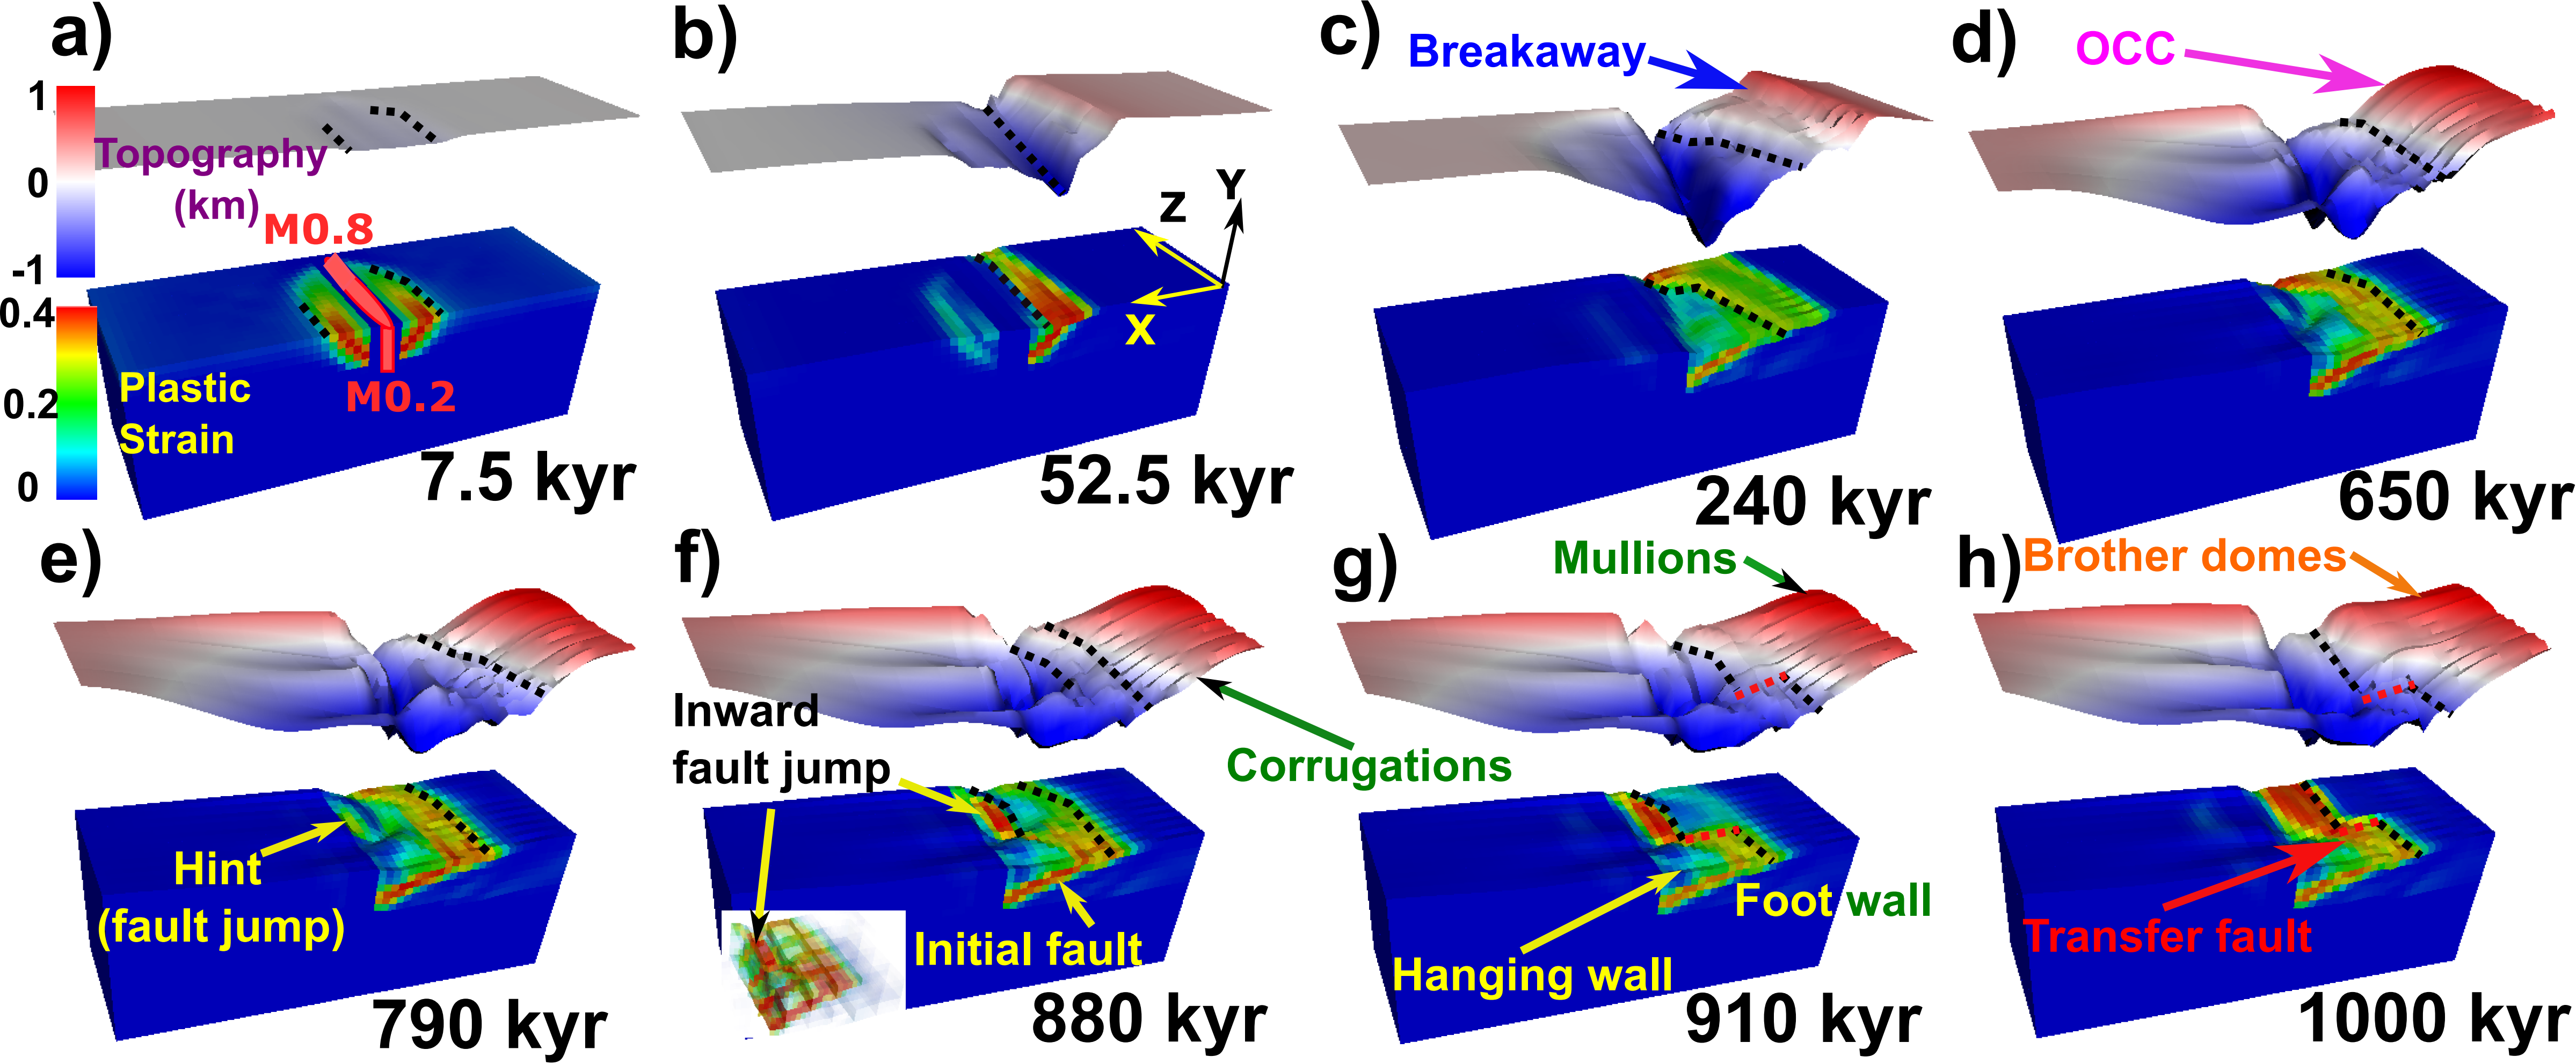 a)
1
0
-1
Topography
(km)
M0.8
0.4
0.2
0
Plastic
Strain
M0.2
7.5 kyr
b)
Z
Y
X
52.5 kyr
c)
Breakaway
240 kyr
d)
OCC
650 kyr
e)
Hint
(fault jump)
790 kyr
f)
Inward
fault jump
Corrugations
Initial fault
880 kyr
g)
Mullions
Foot wall
Hanging wall
910 kyr
h)
Brother domes
Transfer fault
1000 kyr